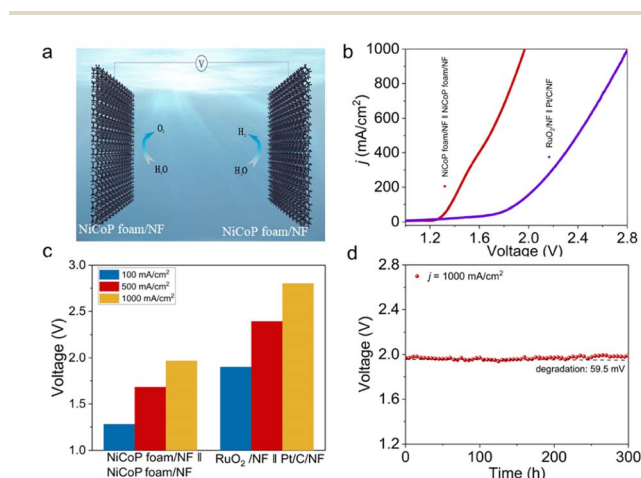 a
V
O₂
H₂O
H₂
H₂O
NiCoP foam/NF
NiCoP foam/NF
b
j (mA/cm²)
1000
800
600
400
200
0
NiCoP foam/NF ǁ NiCoP foam/NF
RuO₂/NF ǁ Pt/C/NF
1.2 1.6 2.0 2.4 2.8
Voltage (V)
c
Voltage (V)
3.0
2.5
2.0
1.5
1.0
100 mA/cm²
500 mA/cm²
1000 mA/cm²
NiCoP foam/NF ǁ
NiCoP foam/NF
RuO₂ /NF ǁ Pt/C/NF
d
Voltage (V)
2.8
2.4
2.0
1.6
1.2
j = 1000 mA/cm²
degradation: 59.5 mV
0 100 200 300
Time (h)